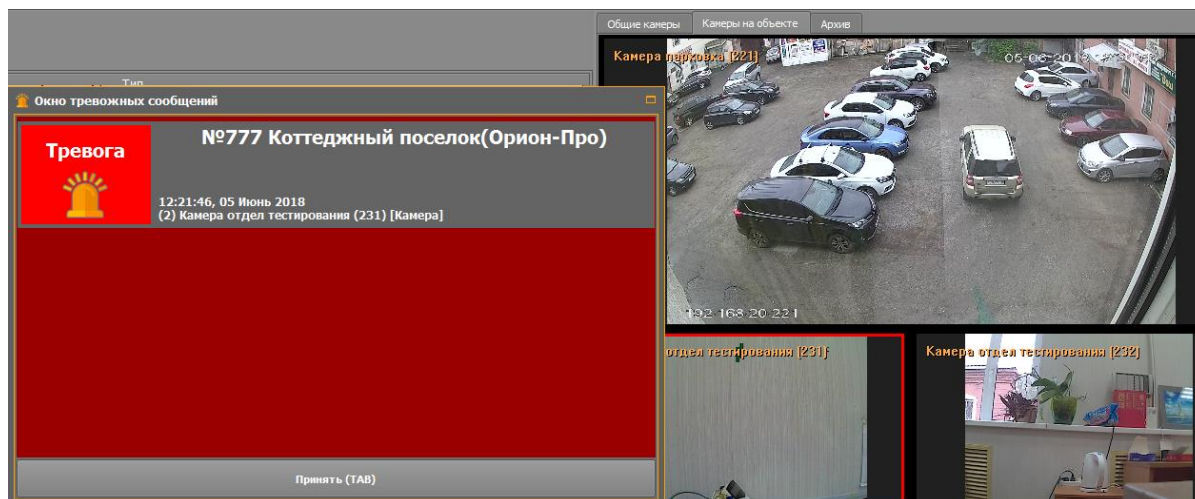 Общие камеры
Камеры на объекте
Архив
Тип
Камера парковка [221]
Окно тревожных сообщений
Тревога
№777 Коттеджный поселок(Орион-Про)
12:21:46, 05 Июнь 2018
(2) Камера отдел тестирования (231) [Камера]
192 168 20 221
отдел тестирования [231]
Камера отдел тестирования [232]
Принять (TAB)